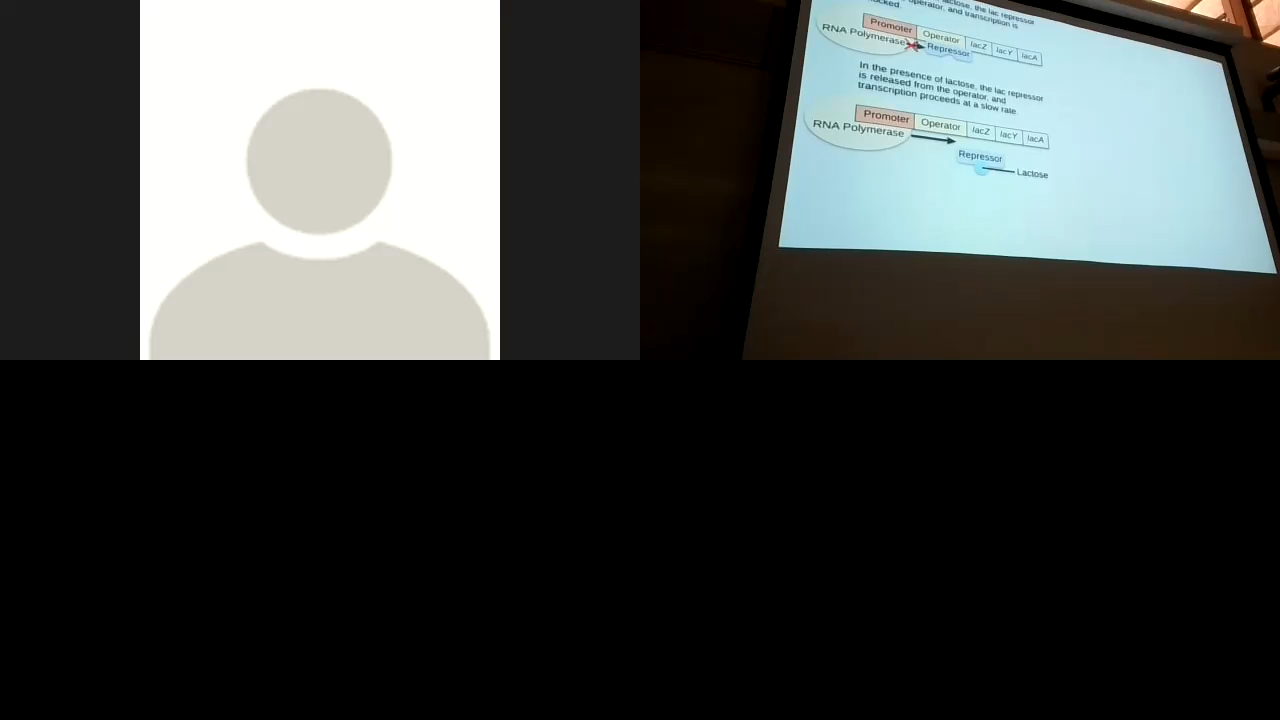 lactose, the lac repressor
operator, and transcription is
Promoter
Operator
lacZ
lacY
lacA
RNA Polymerase
Repressor
In the presence of lactose, the lac repressor
is released from the operator, and
transcription proceeds at a slow rate
Promoter
Operator
lacZ
lacY
lacA
RNA Polymerase
Repressor
Lactose